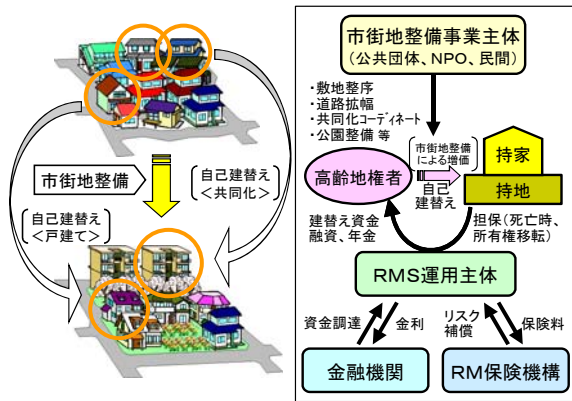 市街地整備
自己建替え
<共同化>
自己建替え
<戸建て>
市街地整備事業主体
(公共団体、NPO、民間)
・敷地整序
・道路拡幅
・共同化コーディネート
・公園整備 等
市街地整備
による増価
高齢地権者
自己
建替え
持家
持地
建替え資金
融資、年金
担保(死亡時、
所有権移転)
RMS運用主体
資金調達
金利
リスク
補償
保険料
金融機関
RM保険機構